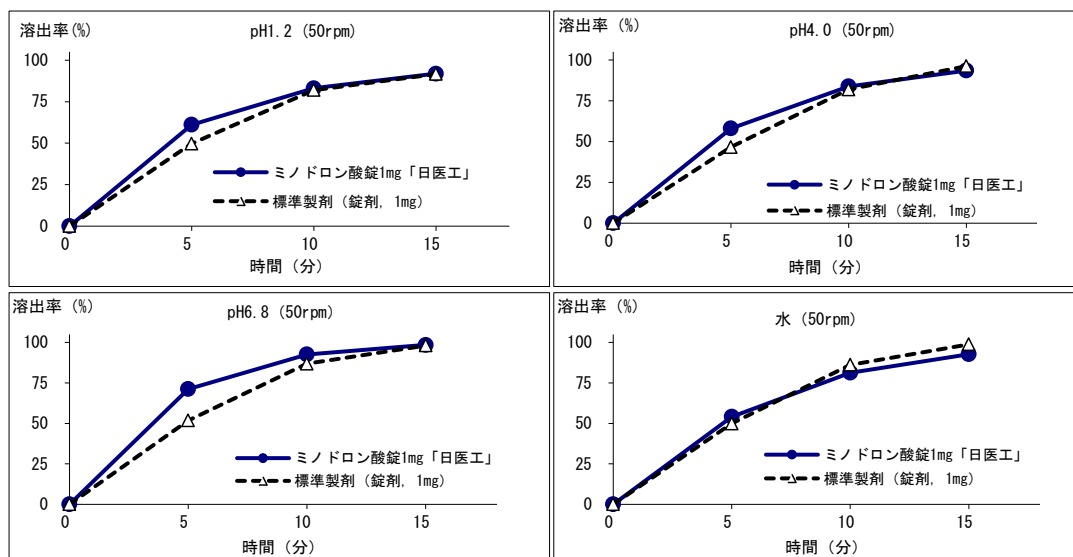 溶出率(%)
pH1.2 (50rpm)
100
75
50
25
0
0 5 10 15
時間 (分)
ミノドロン酸錠1mg「日医工」
標準製剤 (錠剤, 1mg)
溶出率 (%)
pH4.0 (50rpm)
100
75
50
25
0
0 5 10 15
時間 (分)
ミノドロン酸錠1mg「日医工」
標準製剤 (錠剤, 1mg)
溶出率 (%)
pH6.8 (50rpm)
100
75
50
25
0
0 5 10 15
時間 (分)
ミノドロン酸錠1mg「日医工」
標準製剤 (錠剤, 1mg)
溶出率 (%)
水 (50rpm)
100
75
50
25
0
0 5 10 15
時間 (分)
ミノドロン酸錠1mg「日医工」
標準製剤 (錠剤, 1mg)